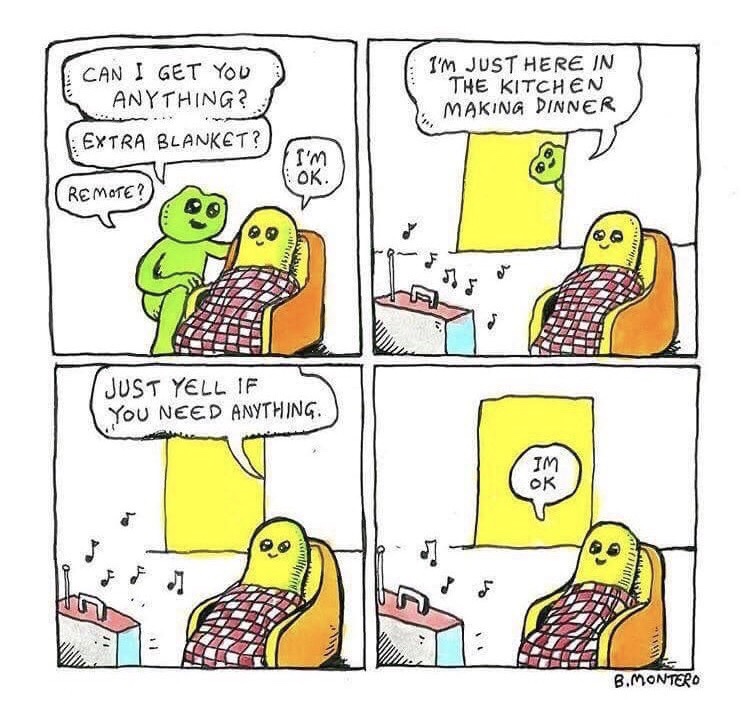 CAN I GET YOU
ANYTHING?
EXTRA BLANKET?
REMOTE?
I'M
OK.
I'M JUST HERE IN
THE KITCHEN
MAKING DINNER
JUST YELL IF
YOU NEED ANYTHING.
IM
OK
B.MONTERO